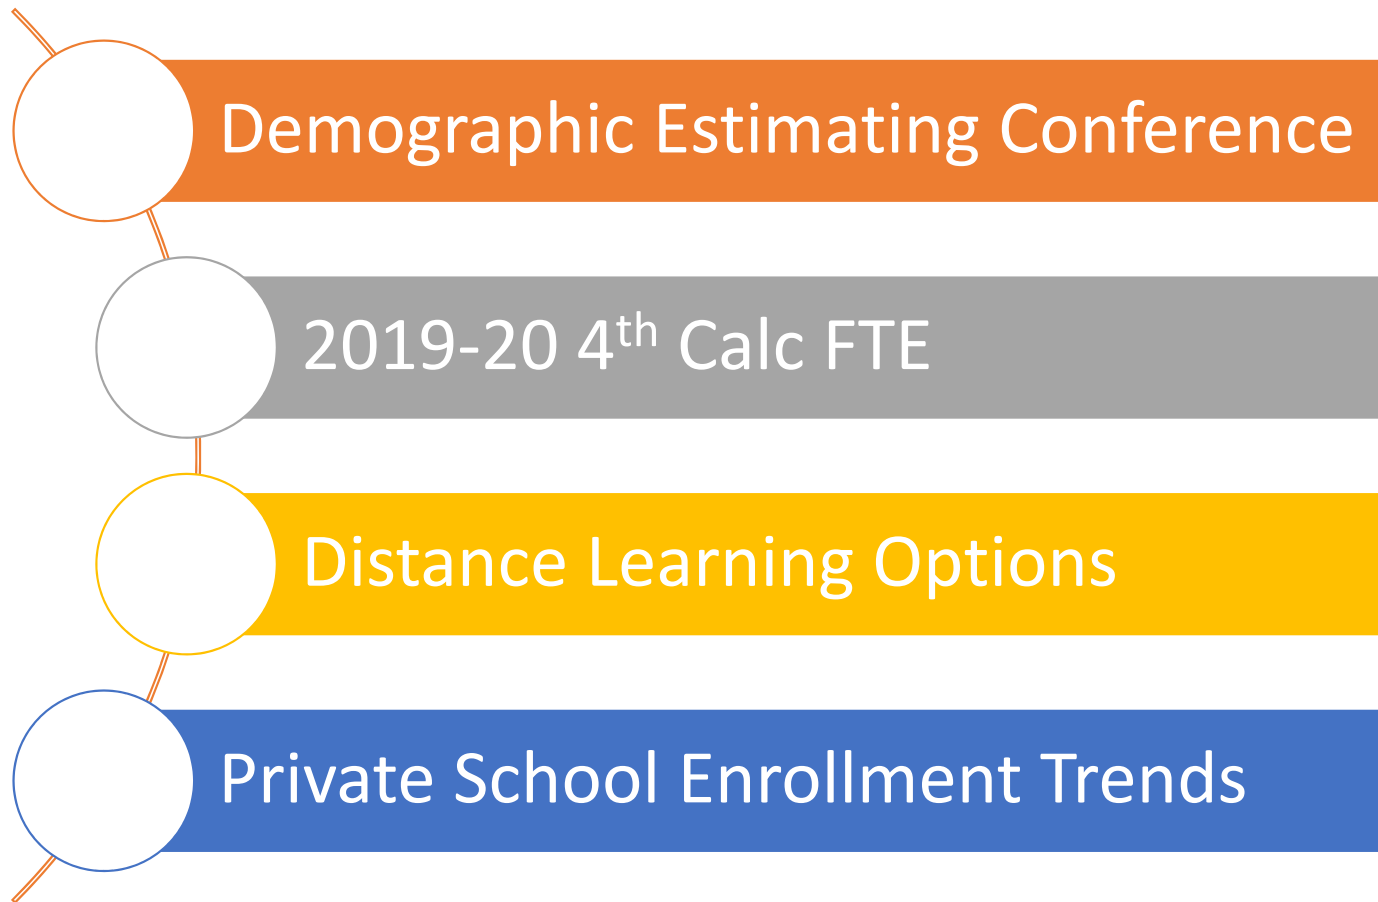 Demographic Estimating Conference
2019-20 4th Calc FTE
Distance Learning Options
Private School Enrollment Trends